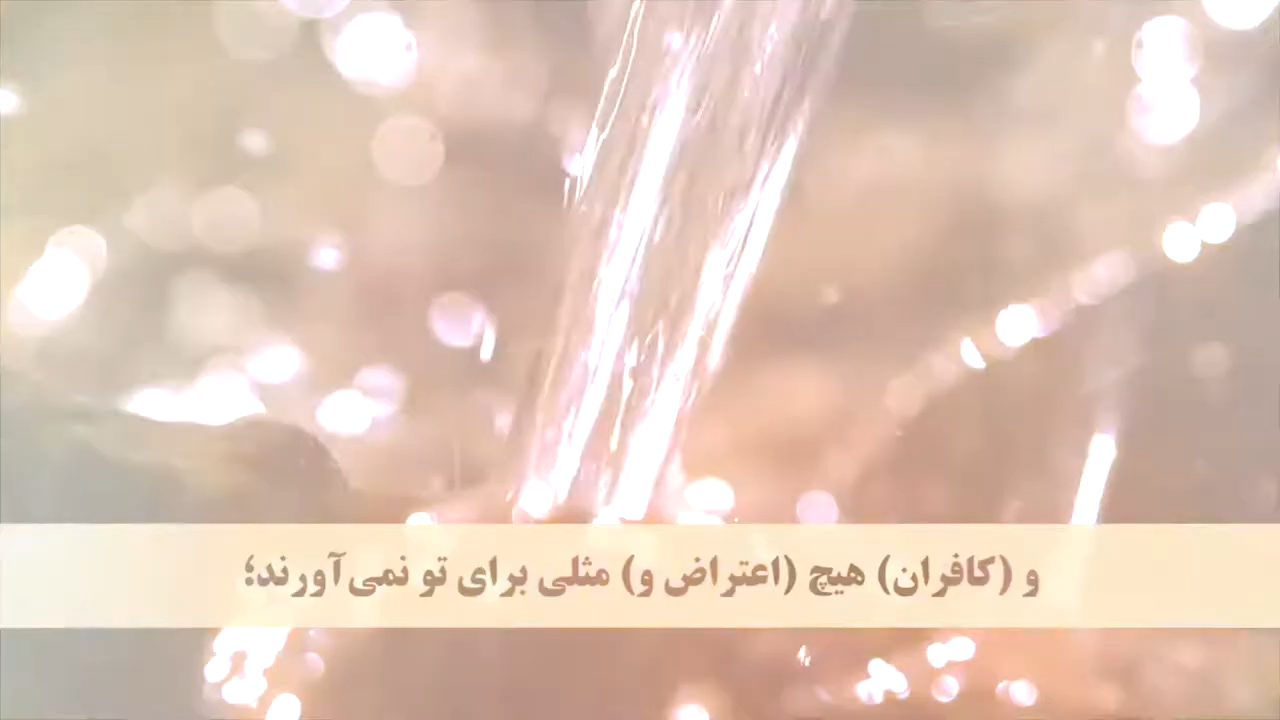 و (کافران) هیچ (اعتراض و) مثلی برای تو نمی‌آورند؛